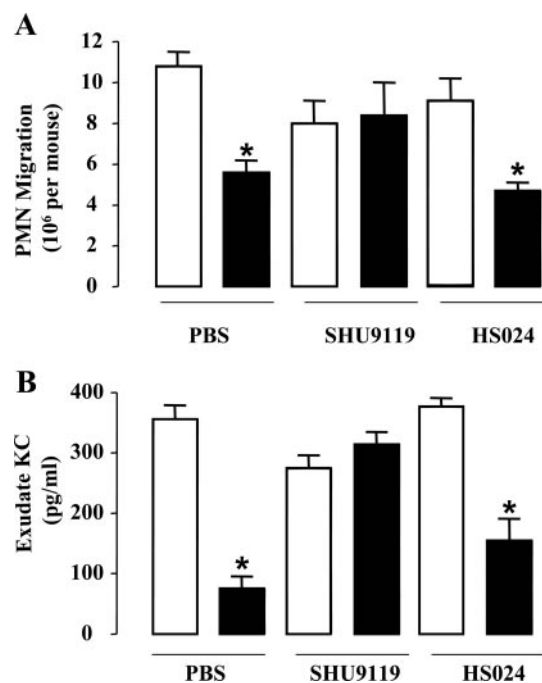 A
PMN Migration
(10⁶ per mouse)
12
10
8
6
4
2
0
*
*
PBS
SHU9119
HS024
B
Exudate KC
(pg/ml)
400
300
200
100
0
*
*
PBS
SHU9119
HS024